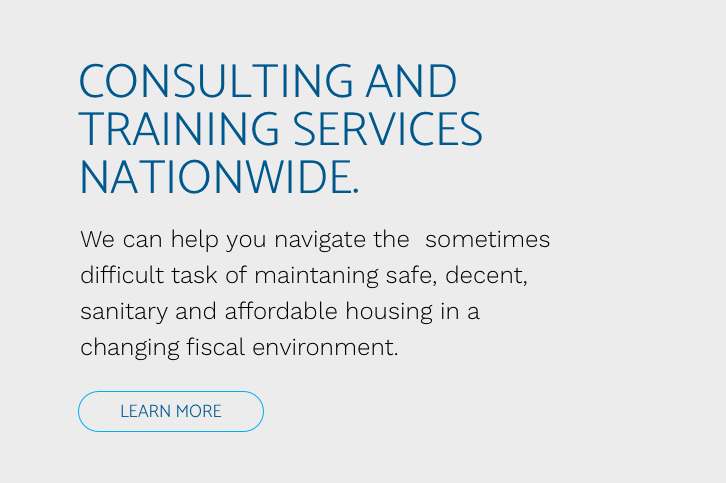 CONSULTING AND
TRAINING SERVICES
NATIONWIDE.
We can help you navigate the  sometimes
difficult task of maintaning safe, decent,
sanitary and affordable housing in a
changing fiscal environment.
LEARN MORE